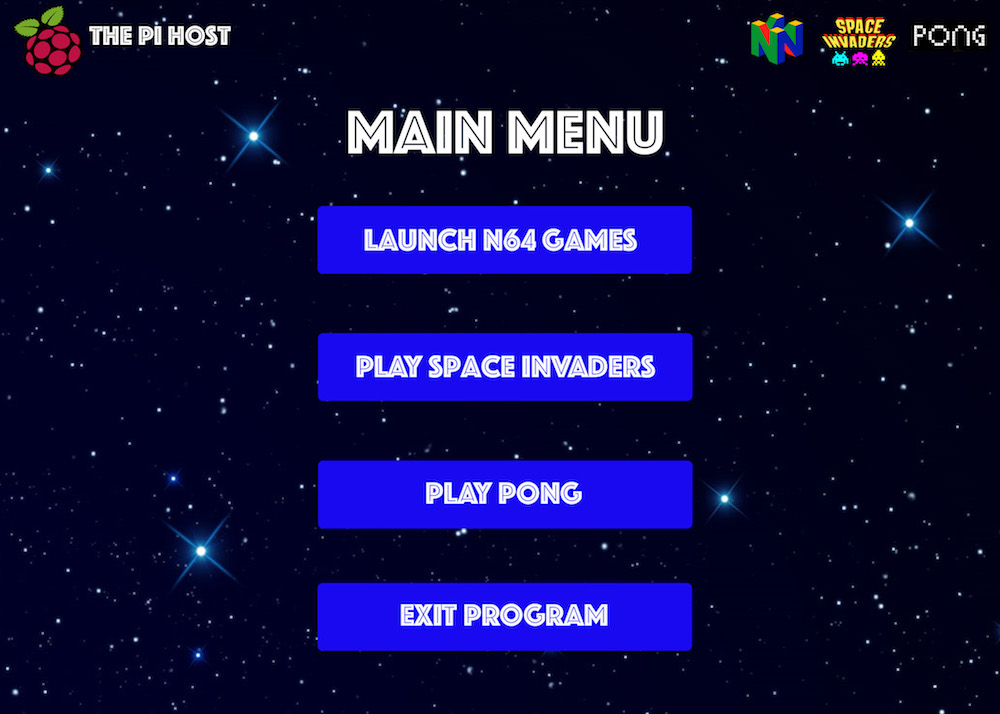 THE PI HOST
SPACE
INVADERS
PONG
MAIN MENU
LAUNCH N64 GAMES
PLAY SPACE INVADERS
PLAY PONG
EXIT PROGRAM